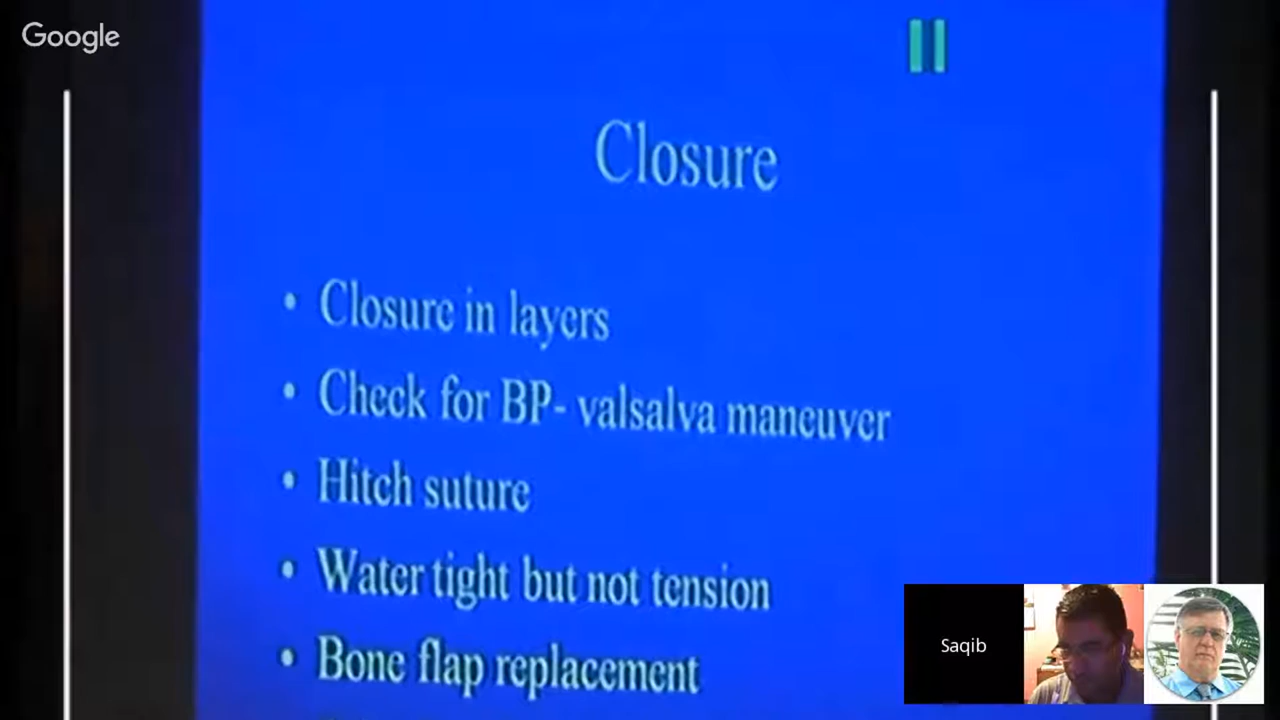 Google
Closure
• Closure in layers
• Check for BP- valsalva maneuver
• Hitch suture
• Water tight but not tension
• Bone flap replacement
Saqib